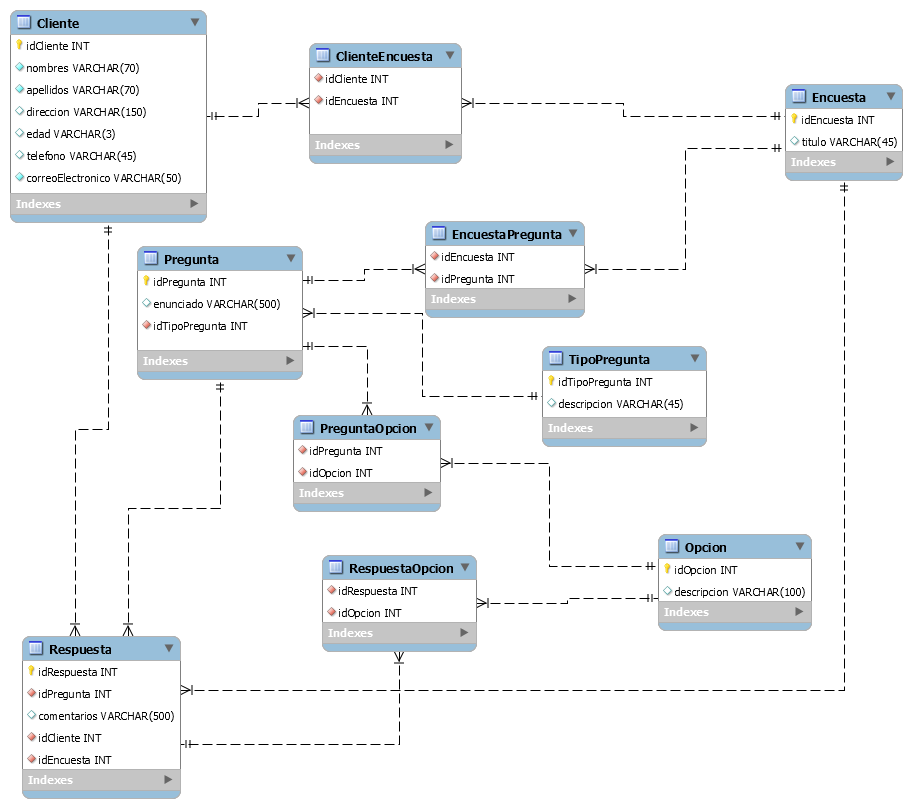 Cliente
idCliente INT
nombres VARCHAR(70)
apellidos VARCHAR(70)
direccion VARCHAR(150)
edad VARCHAR(3)
telefono VARCHAR(45)
correoElectronico VARCHAR(50)
Indexes
ClienteEncuesta
idCliente INT
idEncuesta INT
Indexes
Encuesta
idEncuesta INT
titulo VARCHAR(45)
Indexes
EncuestaPregunta
idEncuesta INT
idPregunta INT
Indexes
Pregunta
idPregunta INT
enunciado VARCHAR(500)
idTipoPregunta INT
Indexes
TipoPregunta
idTipoPregunta INT
descripcion VARCHAR(45)
Indexes
PreguntaOpcion
idPregunta INT
idOpcion INT
Indexes
Opcion
idOpcion INT
descripcion VARCHAR(100)
Indexes
RespuestaOpcion
idRespuesta INT
idOpcion INT
Indexes
Respuesta
idRespuesta INT
idPregunta INT
comentarios VARCHAR(500)
idCliente INT
idEncuesta INT
Indexes